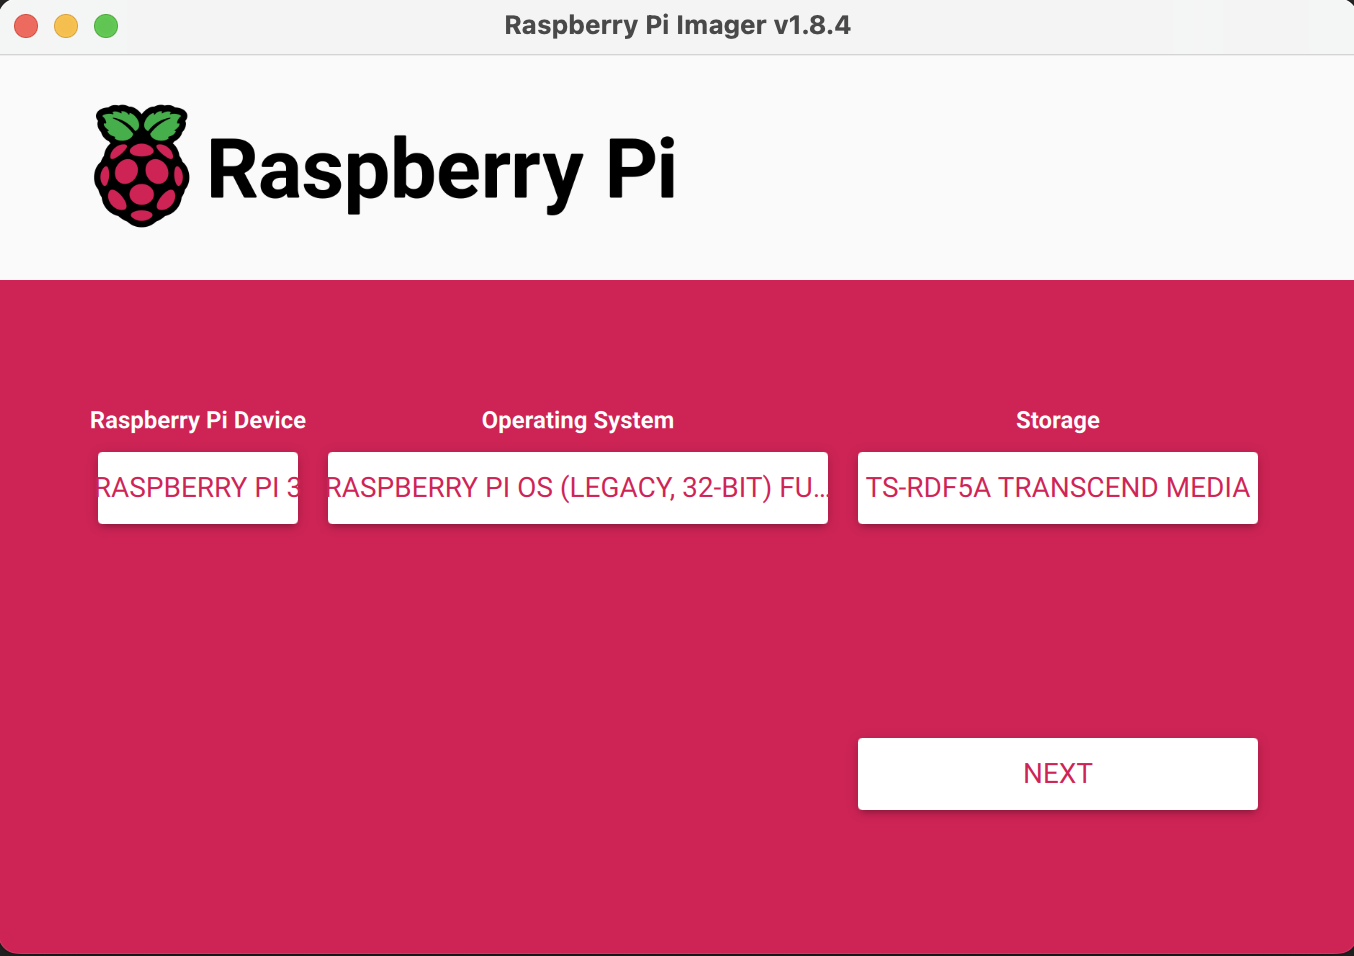 Raspberry Pi Imager v1.8.4
Raspberry Pi
Raspberry Pi Device
Operating System
Storage
RASPBERRY PI 3
RASPBERRY PI OS (LEGACY, 32-BIT) FU...
TS-RDF5A TRANSCEND MEDIA
NEXT